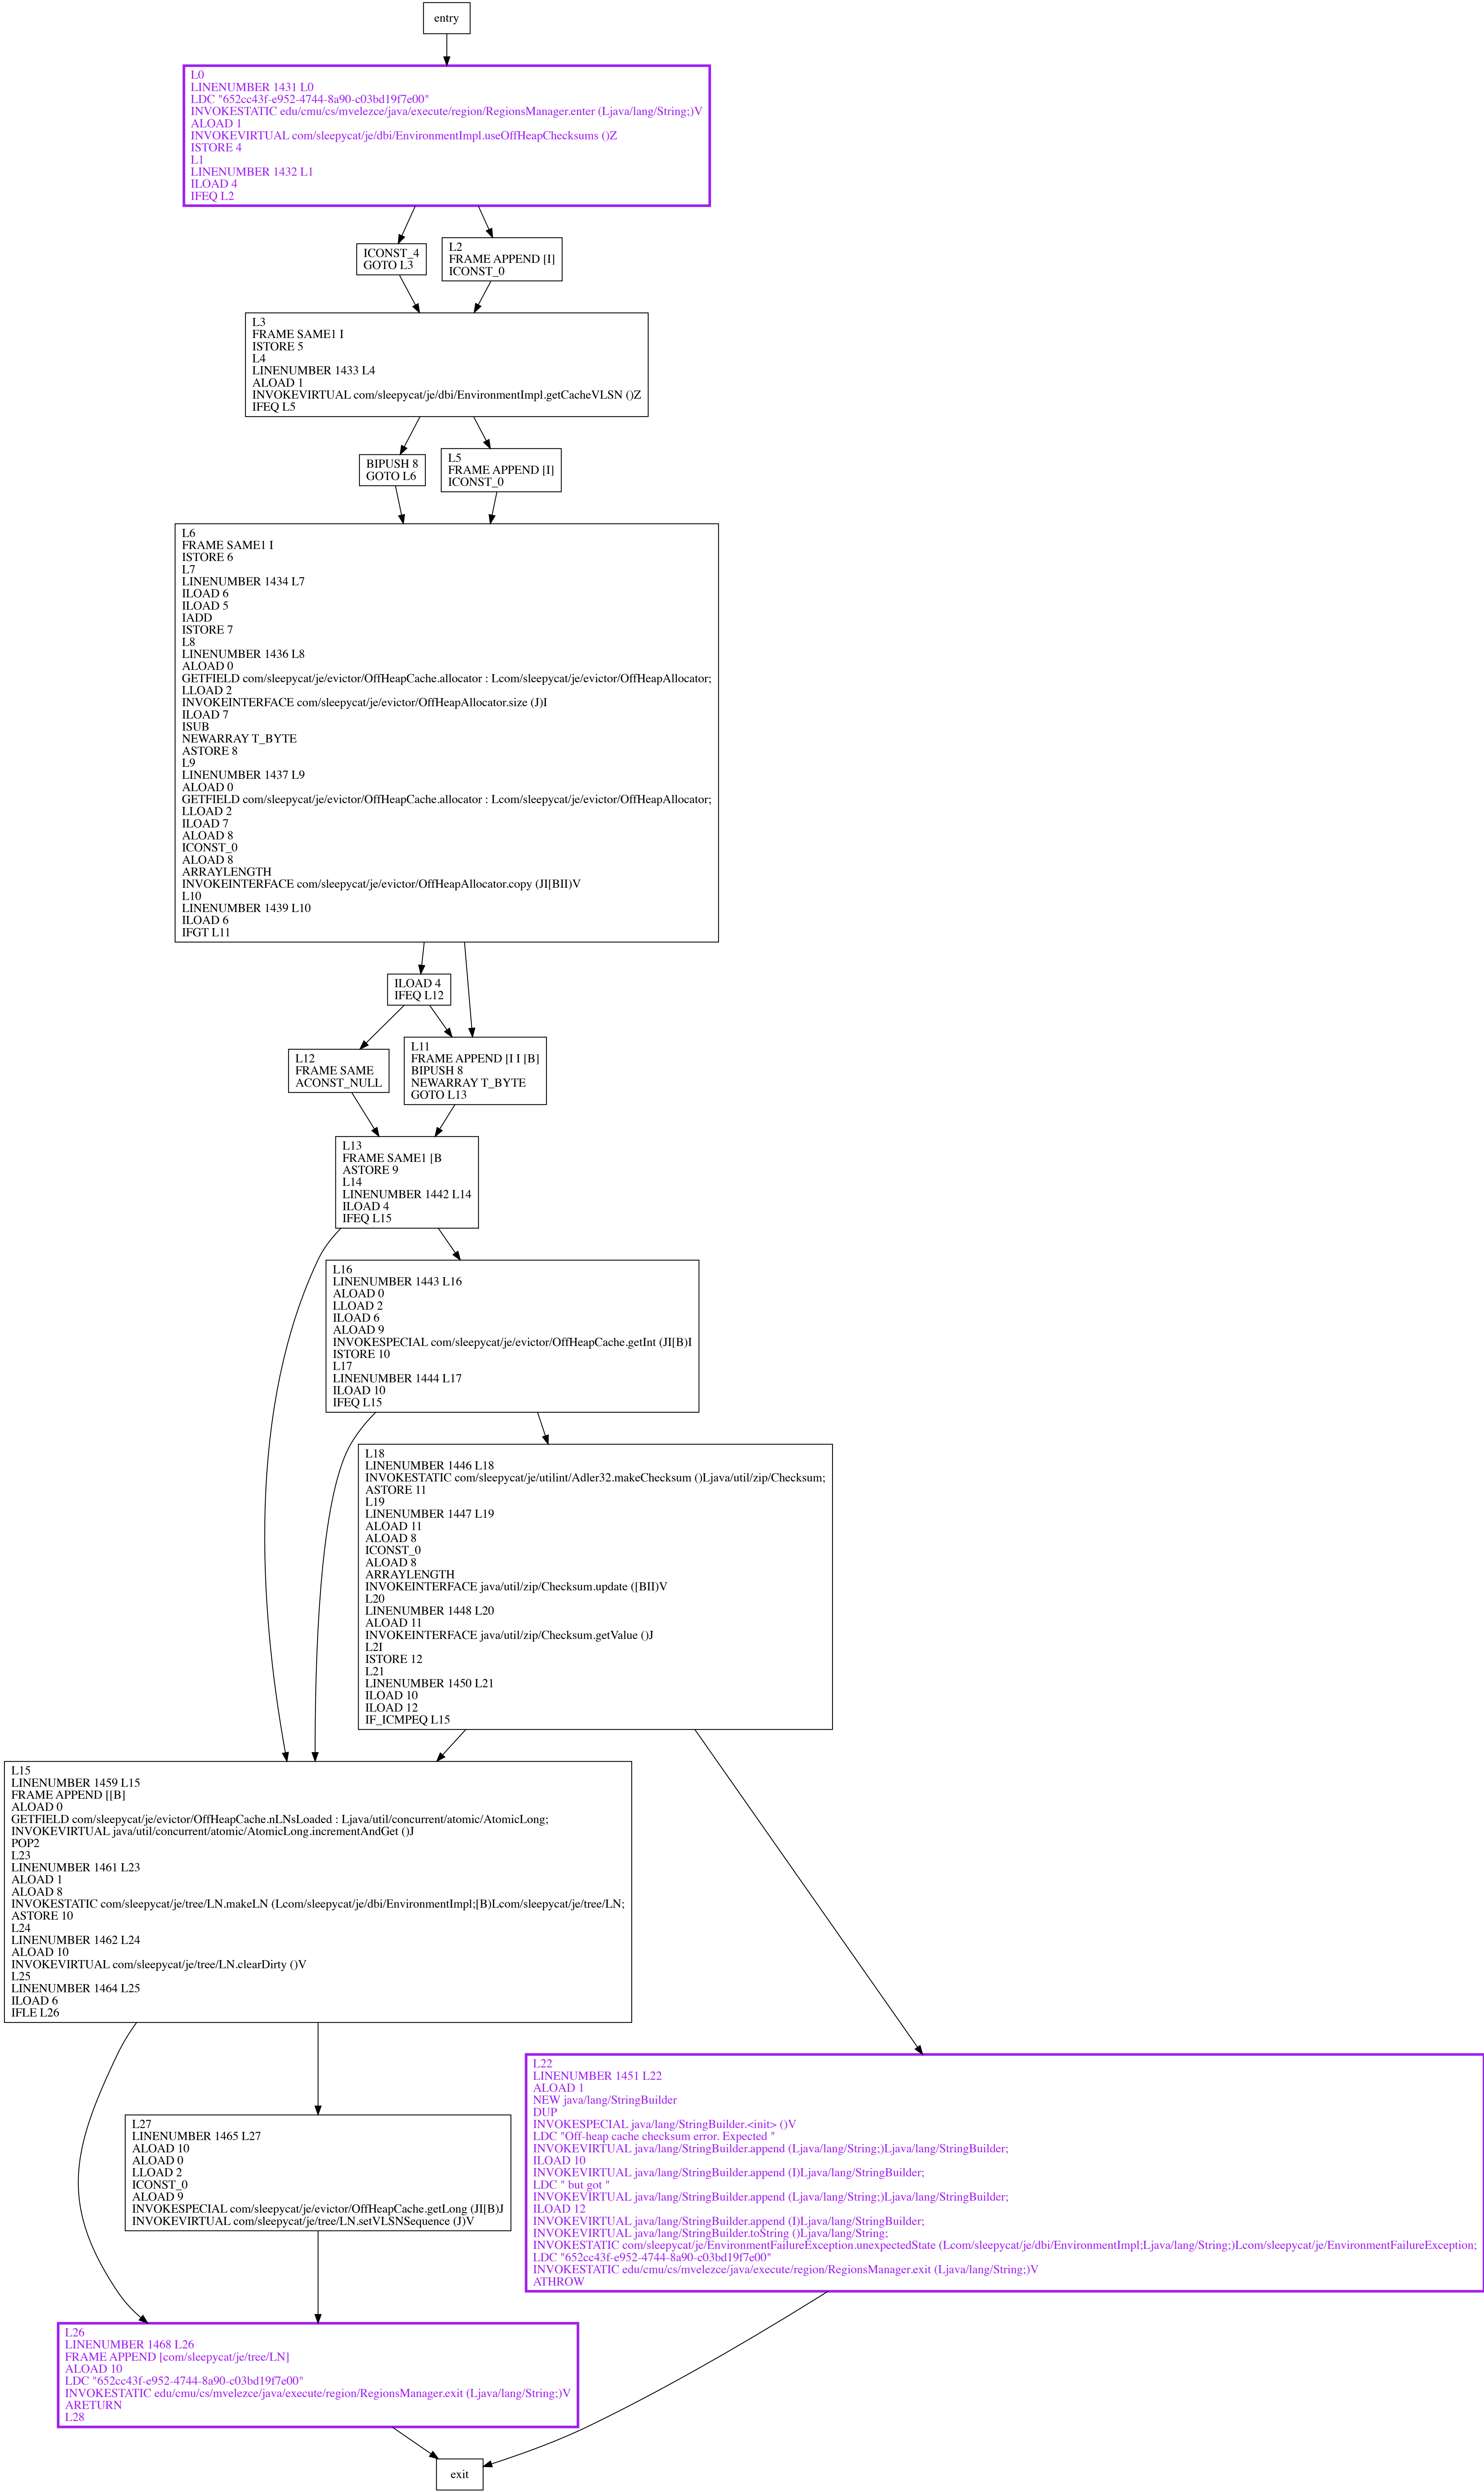 entry
L0
LINENUMBER 1431 L0
LDC "652cc43f-e952-4744-8a90-c03bd19f7e00"
INVOKESTATIC edu/cmu/cs/mvelezce/java/execute/region/RegionsManager.enter (Ljava/lang/String;)V
ALOAD 1
INVOKEVIRTUAL com/sleepycat/je/dbi/EnvironmentImpl.useOffHeapChecksums ()Z
ISTORE 4
L1
LINENUMBER 1432 L1
ILOAD 4
IFEQ L2
ICONST_4
GOTO L3
L2
FRAME APPEND [I]
ICONST_0
L3
FRAME SAME1 I
ISTORE 5
L4
LINENUMBER 1433 L4
ALOAD 1
INVOKEVIRTUAL com/sleepycat/je/dbi/EnvironmentImpl.getCacheVLSN ()Z
IFEQ L5
BIPUSH 8
GOTO L6
L5
FRAME APPEND [I]
ICONST_0
L6
FRAME SAME1 I
ISTORE 6
L7
LINENUMBER 1434 L7
ILOAD 6
ILOAD 5
IADD
ISTORE 7
L8
LINENUMBER 1436 L8
ALOAD 0
GETFIELD com/sleepycat/je/evictor/OffHeapCache.allocator : Lcom/sleepycat/je/evictor/OffHeapAllocator;
LLOAD 2
INVOKEINTERFACE com/sleepycat/je/evictor/OffHeapAllocator.size (J)I
ILOAD 7
ISUB
NEWARRAY T_BYTE
ASTORE 8
L9
LINENUMBER 1437 L9
ALOAD 0
GETFIELD com/sleepycat/je/evictor/OffHeapCache.allocator : Lcom/sleepycat/je/evictor/OffHeapAllocator;
LLOAD 2
ILOAD 7
ALOAD 8
ICONST_0
ALOAD 8
ARRAYLENGTH
INVOKEINTERFACE com/sleepycat/je/evictor/OffHeapAllocator.copy (JI[BII)V
L10
LINENUMBER 1439 L10
ILOAD 6
IFGT L11
ILOAD 4
IFEQ L12
L12
FRAME SAME
ACONST_NULL
L11
FRAME APPEND [I I [B]
BIPUSH 8
NEWARRAY T_BYTE
GOTO L13
L13
FRAME SAME1 [B
ASTORE 9
L14
LINENUMBER 1442 L14
ILOAD 4
IFEQ L15
L16
LINENUMBER 1443 L16
ALOAD 0
LLOAD 2
ILOAD 6
ALOAD 9
INVOKESPECIAL com/sleepycat/je/evictor/OffHeapCache.getInt (JI[B)I
ISTORE 10
L17
LINENUMBER 1444 L17
ILOAD 10
IFEQ L15
L18
LINENUMBER 1446 L18
INVOKESTATIC com/sleepycat/je/utilint/Adler32.makeChecksum ()Ljava/util/zip/Checksum;
ASTORE 11
L19
LINENUMBER 1447 L19
ALOAD 11
ALOAD 8
ICONST_0
ALOAD 8
ARRAYLENGTH
INVOKEINTERFACE java/util/zip/Checksum.update ([BII)V
L20
LINENUMBER 1448 L20
ALOAD 11
INVOKEINTERFACE java/util/zip/Checksum.getValue ()J
L2I
ISTORE 12
L21
LINENUMBER 1450 L21
ILOAD 10
ILOAD 12
IF_ICMPEQ L15
L15
LINENUMBER 1459 L15
FRAME APPEND [[B]
ALOAD 0
GETFIELD com/sleepycat/je/evictor/OffHeapCache.nLNsLoaded : Ljava/util/concurrent/atomic/AtomicLong;
INVOKEVIRTUAL java/util/concurrent/atomic/AtomicLong.incrementAndGet ()J
POP2
L23
LINENUMBER 1461 L23
ALOAD 1
ALOAD 8
INVOKESTATIC com/sleepycat/je/tree/LN.makeLN (Lcom/sleepycat/je/dbi/EnvironmentImpl;[B)Lcom/sleepycat/je/tree/LN;
ASTORE 10
L24
LINENUMBER 1462 L24
ALOAD 10
INVOKEVIRTUAL com/sleepycat/je/tree/LN.clearDirty ()V
L25
LINENUMBER 1464 L25
ILOAD 6
IFLE L26
L22
LINENUMBER 1451 L22
ALOAD 1
NEW java/lang/StringBuilder
DUP
INVOKESPECIAL java/lang/StringBuilder.<init> ()V
LDC "Off-heap cache checksum error. Expected "
INVOKEVIRTUAL java/lang/StringBuilder.append (Ljava/lang/String;)Ljava/lang/StringBuilder;
ILOAD 10
INVOKEVIRTUAL java/lang/StringBuilder.append (I)Ljava/lang/StringBuilder;
LDC " but got "
INVOKEVIRTUAL java/lang/StringBuilder.append (Ljava/lang/String;)Ljava/lang/StringBuilder;
ILOAD 12
INVOKEVIRTUAL java/lang/StringBuilder.append (I)Ljava/lang/StringBuilder;
INVOKEVIRTUAL java/lang/StringBuilder.toString ()Ljava/lang/String;
INVOKESTATIC com/sleepycat/je/EnvironmentFailureException.unexpectedState (Lcom/sleepycat/je/dbi/EnvironmentImpl;Ljava/lang/String;)Lcom/sleepycat/je/EnvironmentFailureException;
LDC "652cc43f-e952-4744-8a90-c03bd19f7e00"
INVOKESTATIC edu/cmu/cs/mvelezce/java/execute/region/RegionsManager.exit (Ljava/lang/String;)V
ATHROW
L27
LINENUMBER 1465 L27
ALOAD 10
ALOAD 0
LLOAD 2
ICONST_0
ALOAD 9
INVOKESPECIAL com/sleepycat/je/evictor/OffHeapCache.getLong (JI[B)J
INVOKEVIRTUAL com/sleepycat/je/tree/LN.setVLSNSequence (J)V
L26
LINENUMBER 1468 L26
FRAME APPEND [com/sleepycat/je/tree/LN]
ALOAD 10
LDC "652cc43f-e952-4744-8a90-c03bd19f7e00"
INVOKESTATIC edu/cmu/cs/mvelezce/java/execute/region/RegionsManager.exit (Ljava/lang/String;)V
ARETURN
L28
exit